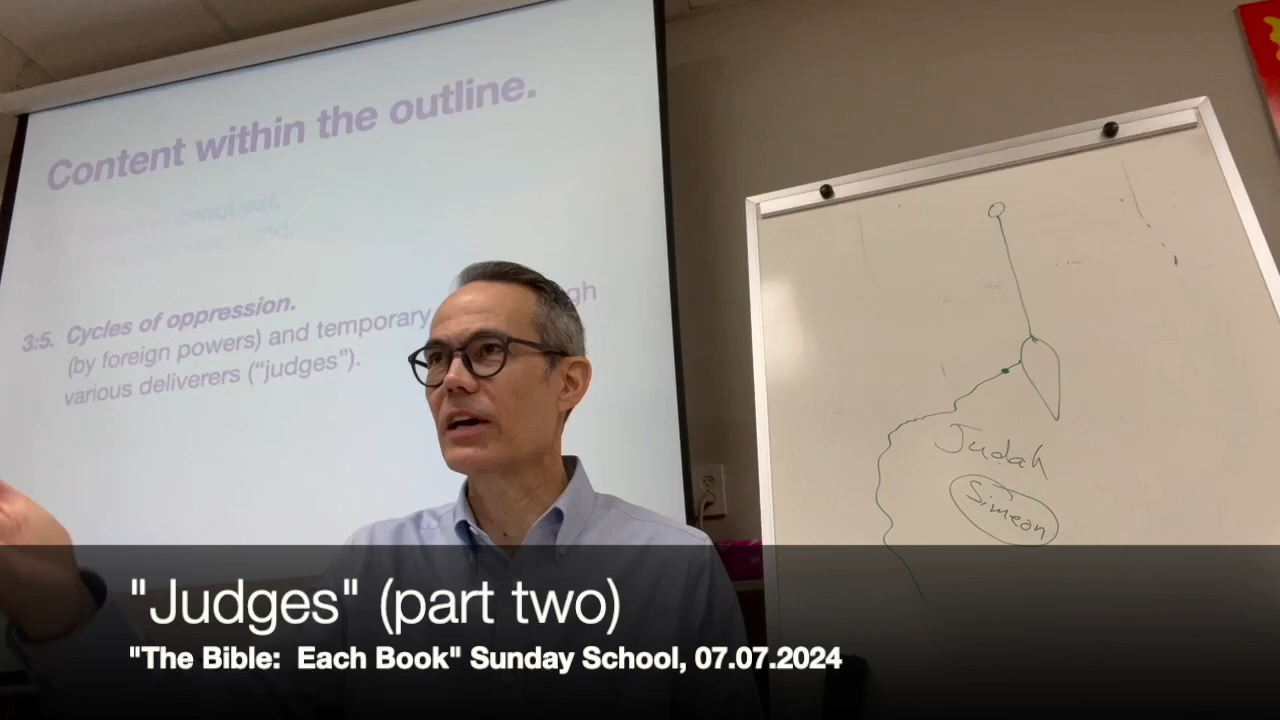 Content within the outline.
3:5. Cycles of oppression.
(by foreign powers) and temporary
various deliverers (“judges”).
Judah
Simeon
"Judges" (part two)
"The Bible: Each Book" Sunday School, 07.07.2024